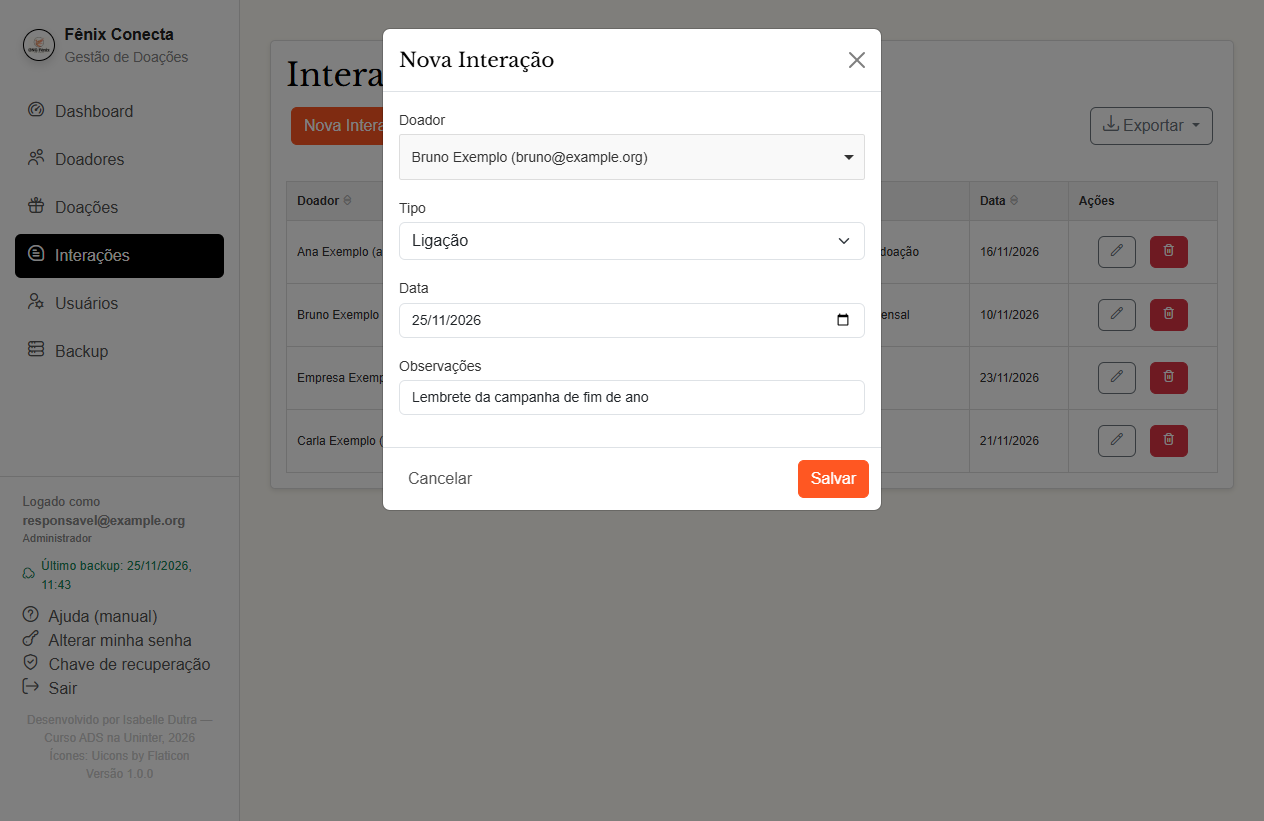 Fênix Conecta
Gestão de Doações
Dashboard
Doadores
Doações
Interações
Usuários
Backup
Logado como
responsavel@example.org
Administrador
Último backup: 25/11/2026,
11:43
Ajuda (manual)
Alterar minha senha
Chave de recuperação
Sair
Desenvolvido por Isabelle Dutra —
Curso ADS na Uninter, 2026
Ícones: Uicons by Flaticon
Versão 1.0.0
Intera
Nova Intera
Exportar
Doador
Data
Ações
Ana Exemplo (a
doação
16/11/2026
Bruno Exemplo
ensal
10/11/2026
Empresa Exemp
23/11/2026
Carla Exemplo (
21/11/2026
Nova Interação
Doador
Bruno Exemplo (bruno@example.org)
Tipo
Ligação
Data
25/11/2026
Observações
Lembrete da campanha de fim de ano
Cancelar
Salvar